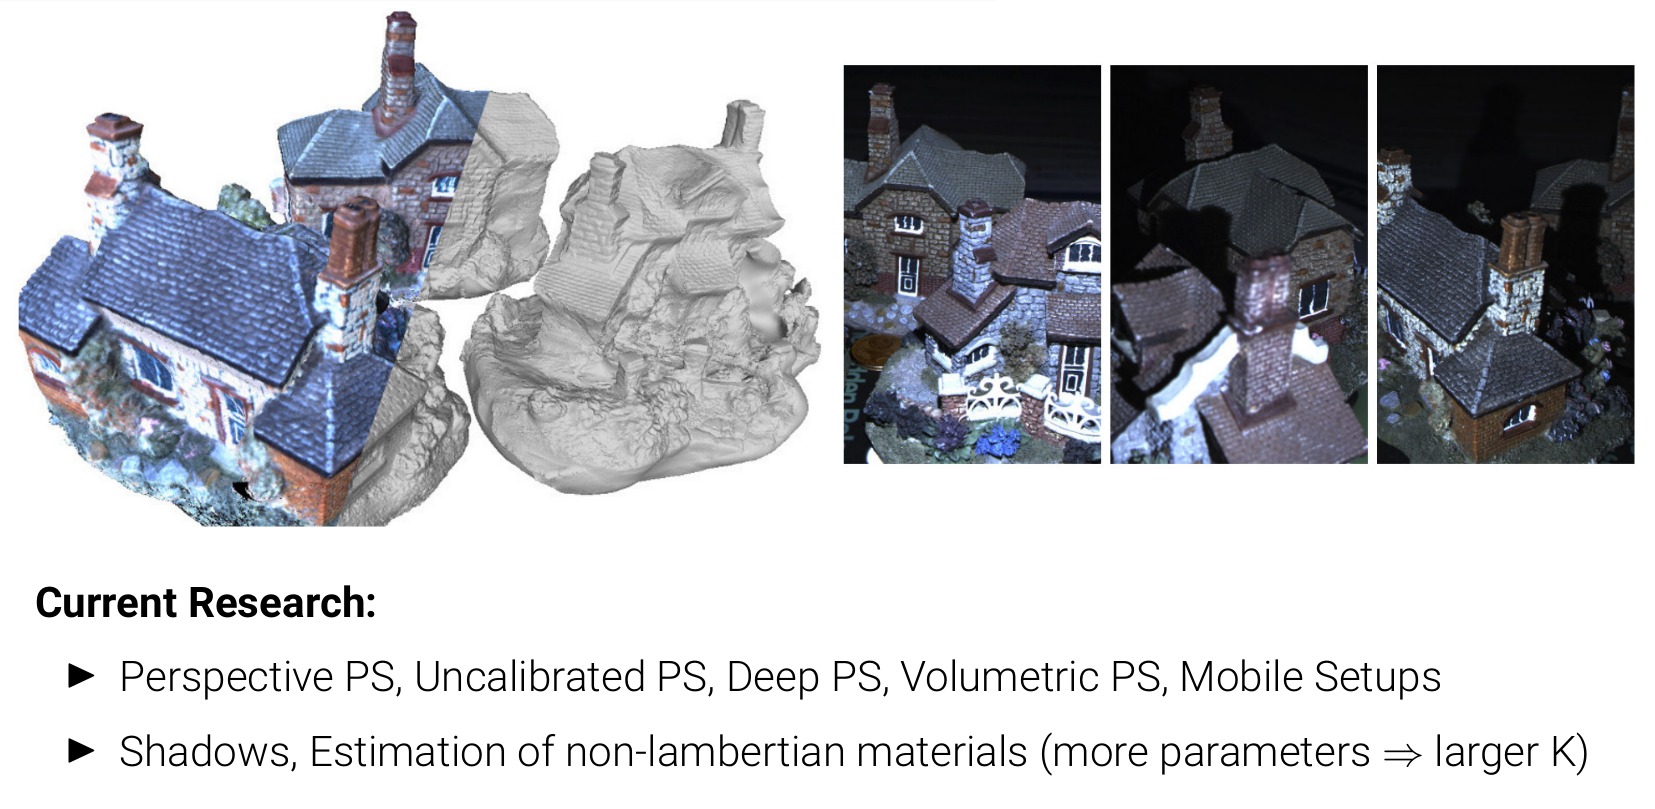 Current Research:
▶ Perspective PS, Uncalibrated PS, Deep PS, Volumetric PS, Mobile Setups
▶ Shadows, Estimation of non-lambertian materials (more parameters ⇒ larger K)